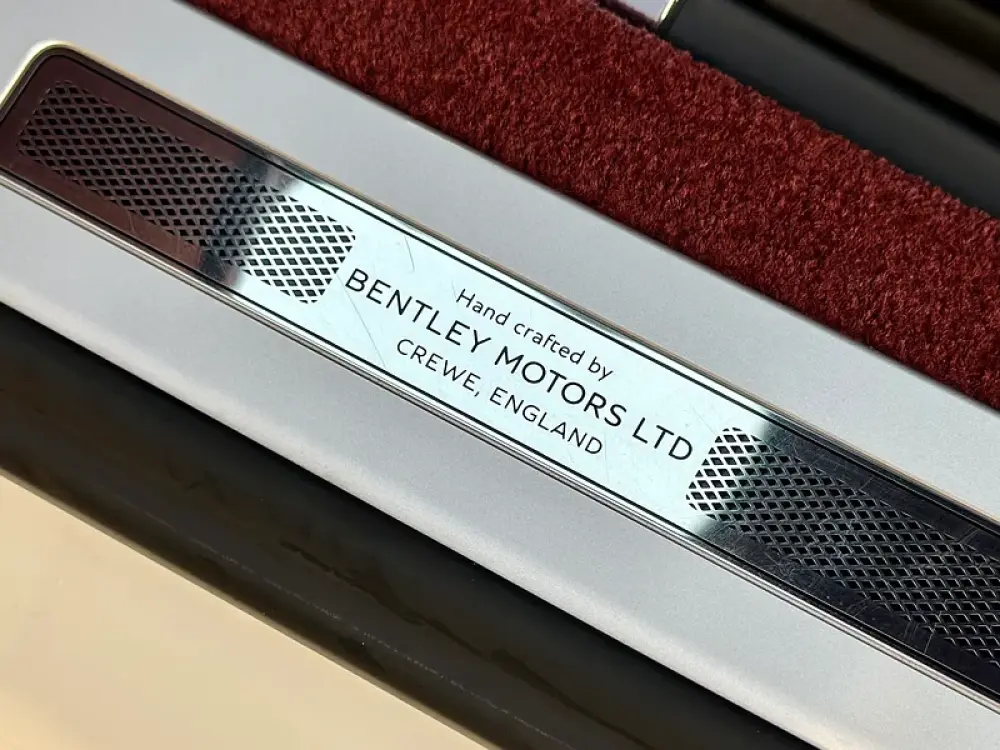 Hand crafted by
BENTLEY MOTORS LTD
CREWE, ENGLAND